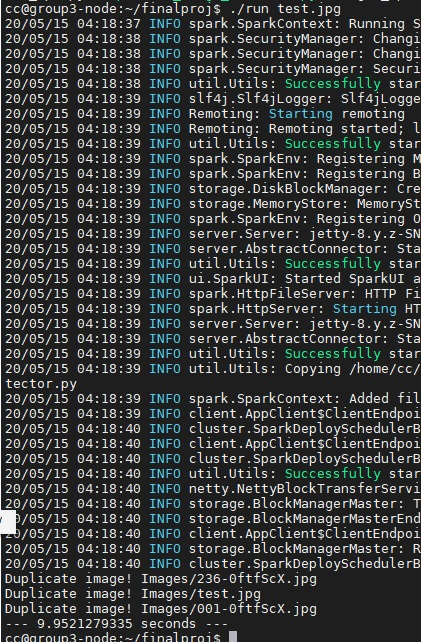 cc@group3-node:~/finalproj$ ./run test.jpg
20/05/15 04:18:37 INFO spark.SparkContext: Running S
20/05/15 04:18:38 INFO spark.SecurityManager: Changi
20/05/15 04:18:38 INFO spark.SecurityManager: Changi
20/05/15 04:18:38 INFO spark.SecurityManager: Securi
20/05/15 04:18:38 INFO util.Utils: Successfully star
20/05/15 04:18:39 INFO slf4j.Slf4jLogger: Slf4jLogge
20/05/15 04:18:39 INFO Remoting: Starting remoting
20/05/15 04:18:39 INFO Remoting: Remoting started; l
20/05/15 04:18:39 INFO util.Utils: Successfully star
20/05/15 04:18:39 INFO spark.SparkEnv: Registering M
20/05/15 04:18:39 INFO spark.SparkEnv: Registering B
20/05/15 04:18:39 INFO storage.DiskBlockManager: Cre
20/05/15 04:18:39 INFO storage.MemoryStore: MemorySt
20/05/15 04:18:39 INFO spark.SparkEnv: Registering O
20/05/15 04:18:39 INFO server.Server: jetty-8.y.z-SN
20/05/15 04:18:39 INFO server.AbstractConnector: Sta
20/05/15 04:18:39 INFO util.Utils: Successfully star
20/05/15 04:18:39 INFO ui.SparkUI: Started SparkUI a
20/05/15 04:18:39 INFO spark.HttpFileServer: HTTP Fi
20/05/15 04:18:39 INFO spark.HttpServer: Starting HT
20/05/15 04:18:39 INFO server.Server: jetty-8.y.z-SN
20/05/15 04:18:39 INFO server.AbstractConnector: Sta
20/05/15 04:18:39 INFO util.Utils: Successfully star
20/05/15 04:18:39 INFO util.Utils: Copying /home/cc/
tector.py
20/05/15 04:18:39 INFO spark.SparkContext: Added fil
20/05/15 04:18:39 INFO client.AppClient$ClientEndpoi
20/05/15 04:18:40 INFO cluster.SparkDeploySchedulerB
20/05/15 04:18:40 INFO client.AppClient$ClientEndpoi
20/05/15 04:18:40 INFO cluster.SparkDeploySchedulerB
20/05/15 04:18:40 INFO util.Utils: Successfully star
20/05/15 04:18:40 INFO netty.NettyBlockTransferServi
20/05/15 04:18:40 INFO storage.BlockManagerMaster: T
20/05/15 04:18:40 INFO storage.BlockManagerMasterEnd
20/05/15 04:18:40 INFO client.AppClient$ClientEndpoi
20/05/15 04:18:40 INFO storage.BlockManagerMaster: R
20/05/15 04:18:40 INFO cluster.SparkDeploySchedulerB
Duplicate image! Images/236-0ftfScX.jpg
Duplicate image! Images/test.jpg
Duplicate image! Images/001-0ftfScX.jpg
--- 9.9521279335 seconds ---
cc@group3-node:~/finalproj$